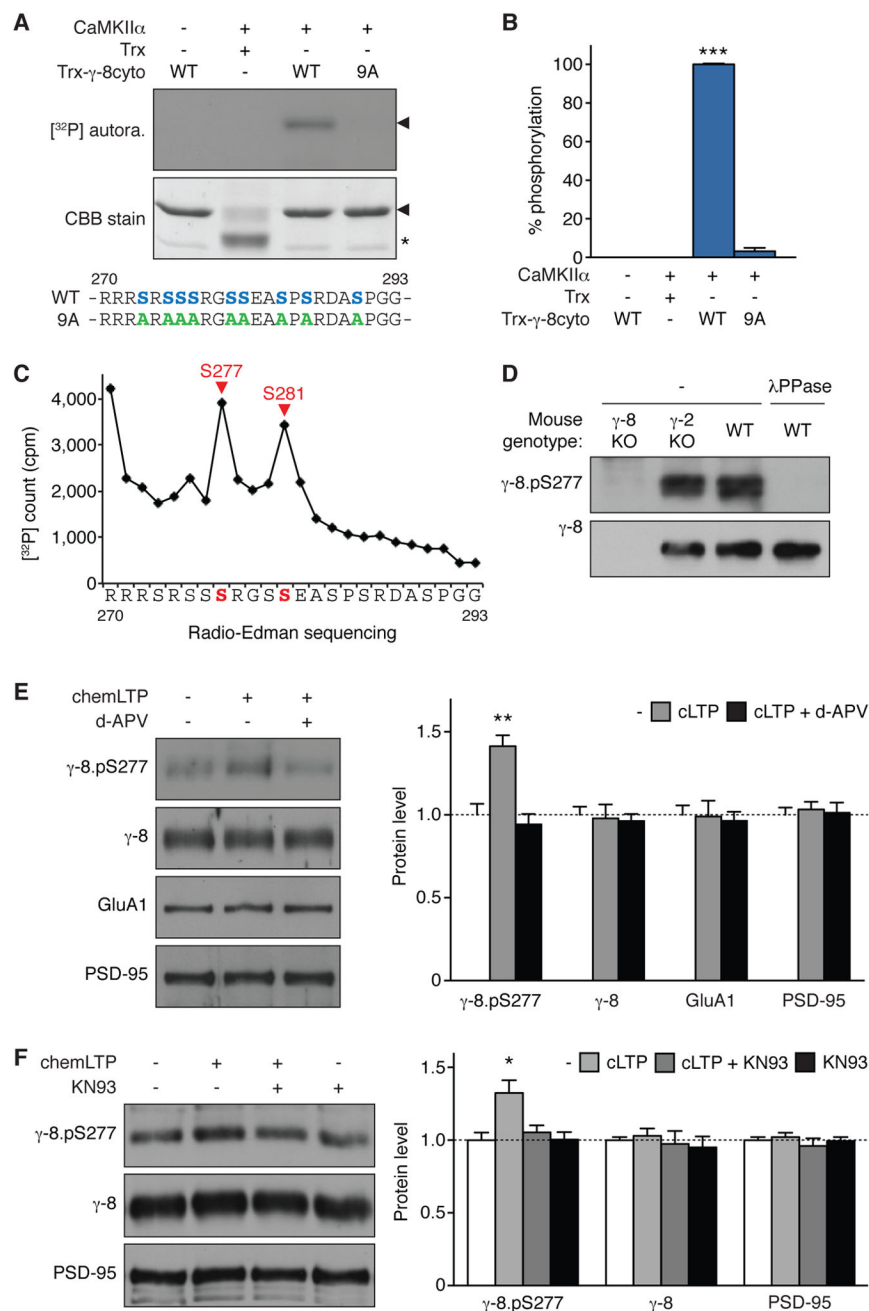 A
CaMKIIα - + + +
Trx - + - -
Trx-γ-8cyto WT - WT 9A
[³²P] autora.
CBB stain
*
270 293
WT -RRRSRSSSRGSSEASPSRDASPGG-
9A -RRRARAAARGAAEAAPARDAAPGG-
B
***
% phosphorylation
100
80
60
40
20
0
CaMKIIα - + + +
Trx - + - -
Trx-γ-8cyto WT - WT 9A
C
S277
S281
[³²P] count (cpm)
4,000
3,000
2,000
1,000
0
RRRSRSSSRGSSEASPSRDASPGG
270 293
Radio-Edman sequencing
D
- λPPase
Mouse genotype:
γ-8 KO
γ-2 KO
WT
WT
γ-8.pS277
γ-8
E
chemLTP - + +
d-APV - - +
γ-8.pS277
γ-8
GluA1
PSD-95
- cLTP cLTP + d-APV
**
Protein level
1.5
1.0
0.5
0
γ-8.pS277 γ-8 GluA1 PSD-95
F
chemLTP - + + -
KN93 - - + +
γ-8.pS277
γ-8
PSD-95
- cLTP cLTP + KN93 KN93
*
Protein level
1.5
1.0
0.5
0
γ-8.pS277 γ-8 PSD-95